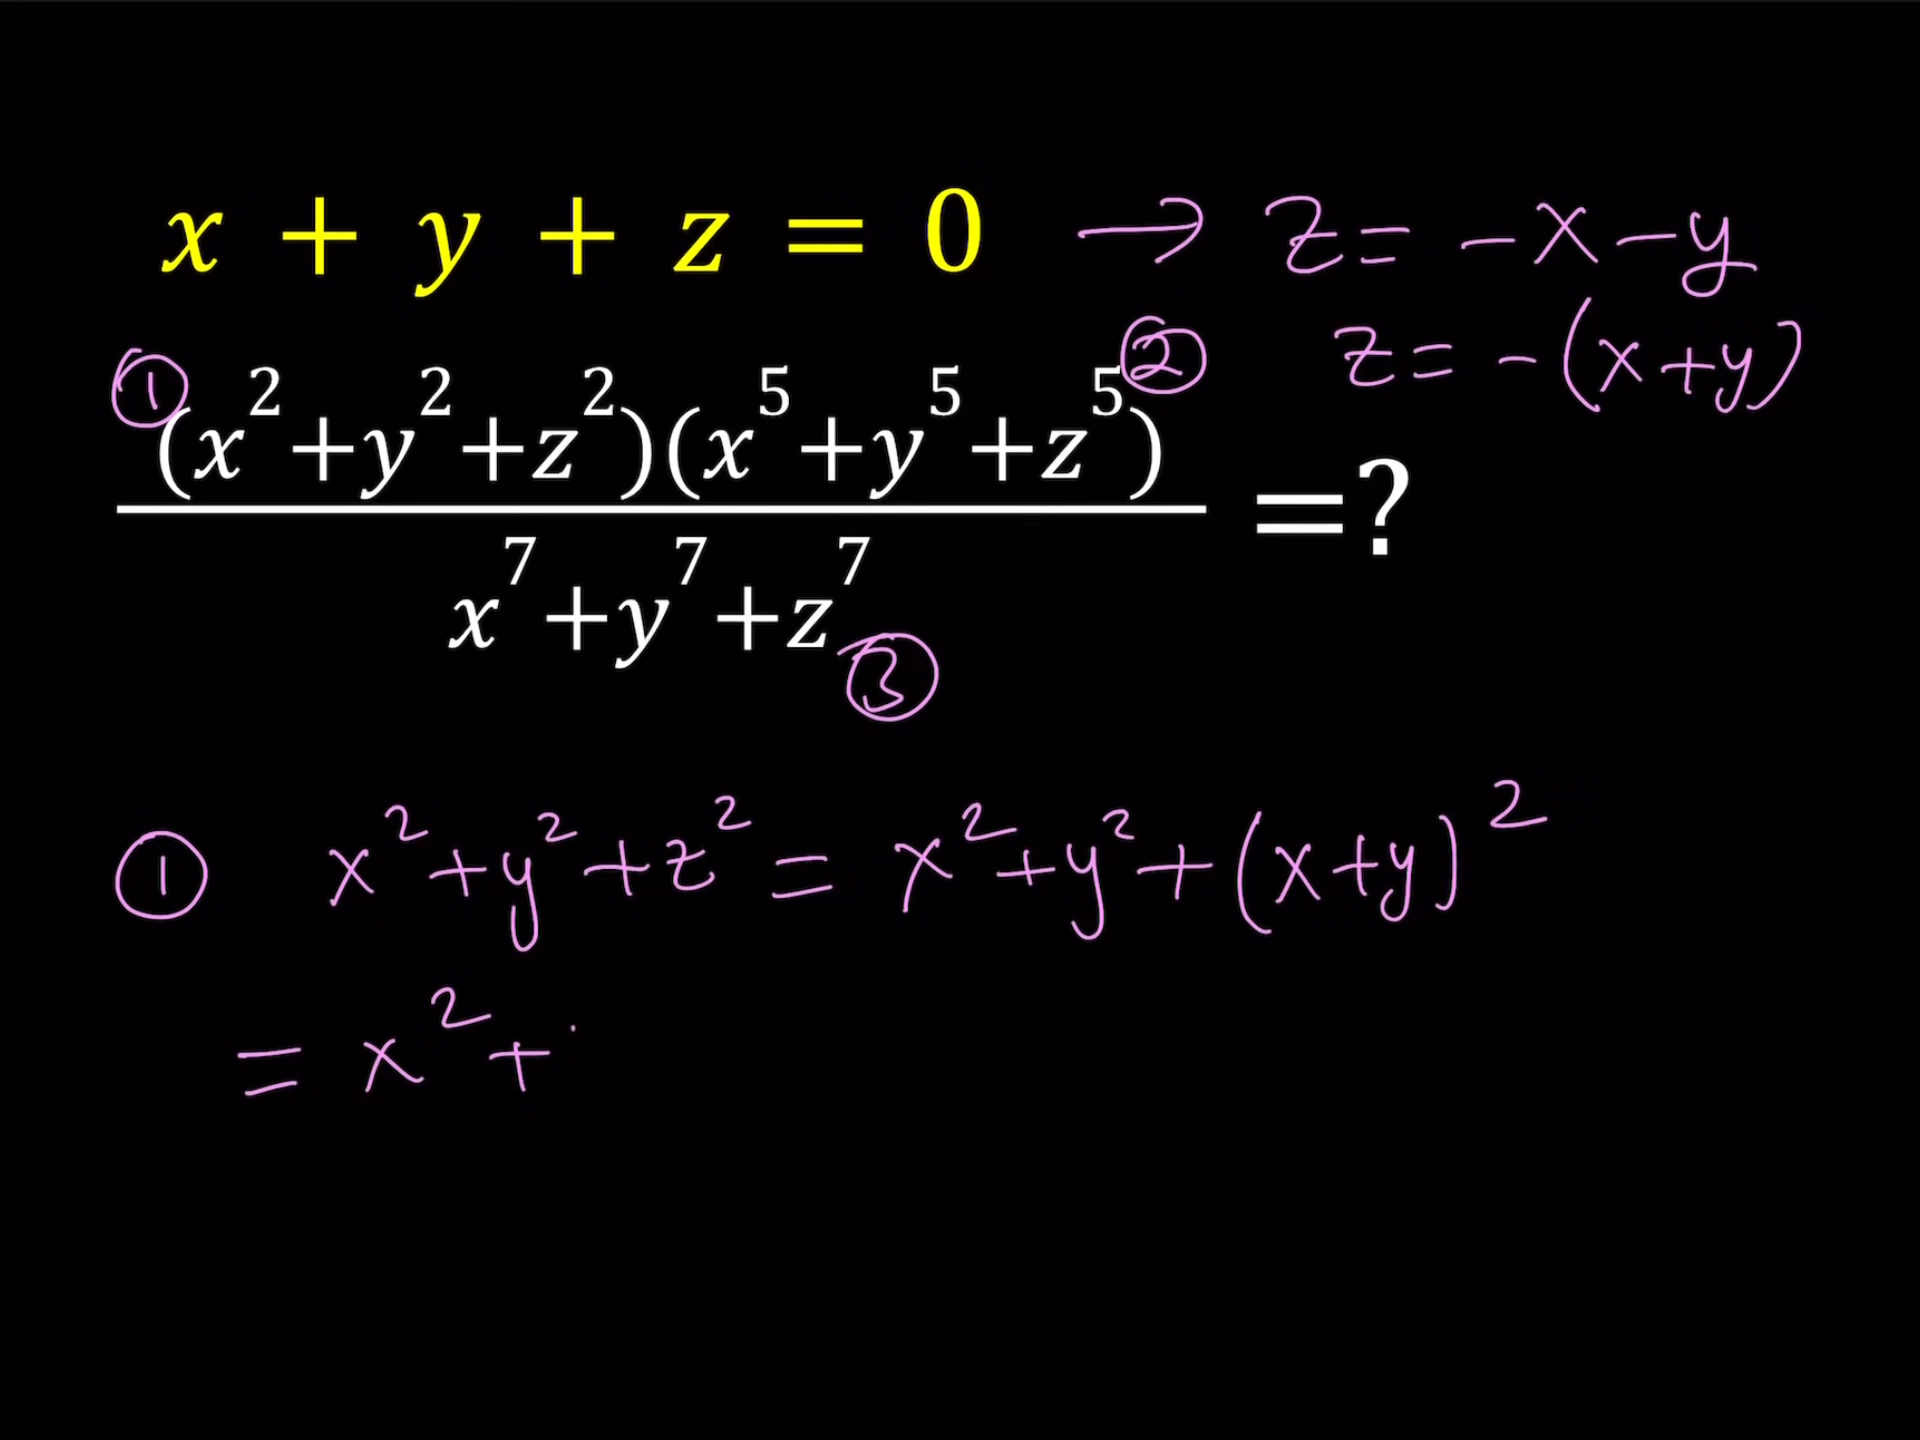 x + y + z = 0 → z = -x-y
② z = -(x+y)
① (x²+y²+z²)(x⁵+y⁵+z⁵)
=?
x⁷+y⁷+z⁷
③
① x²+y²+z² = x²+y²+(x+y)²
= x²+